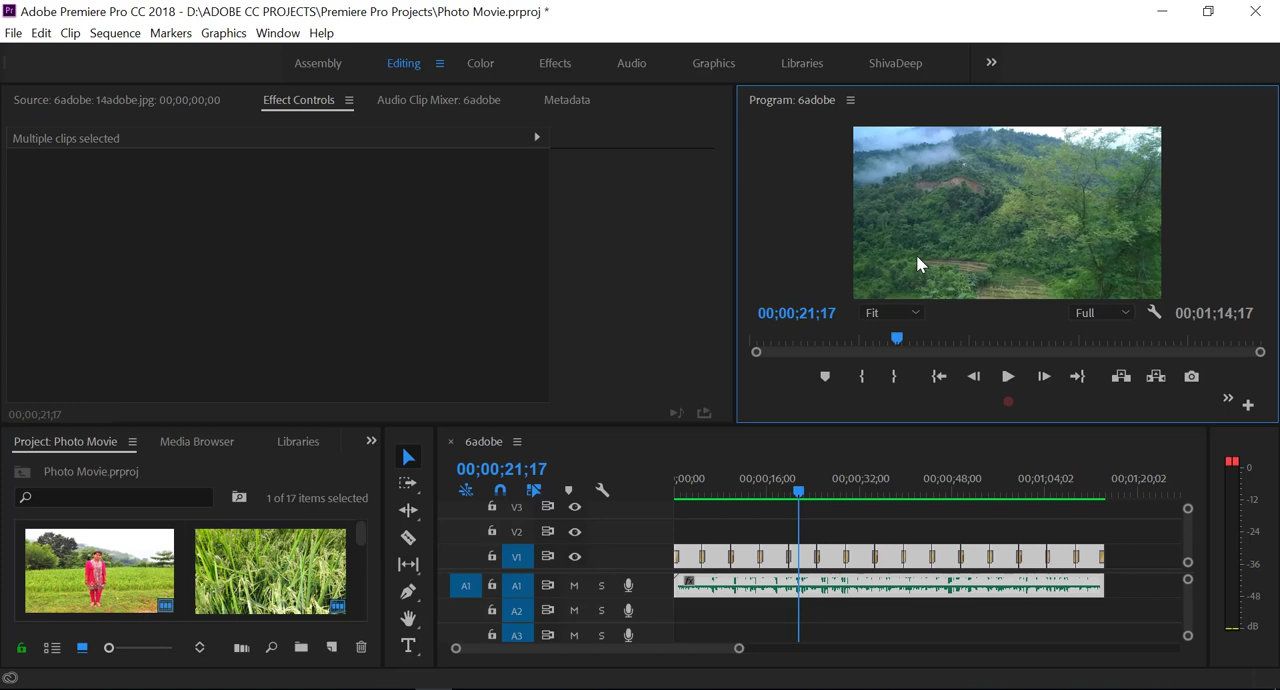 Pr Adobe Premiere Pro CC 2018 - D:\ADOBE CC PROJECTS\Premiere Pro Projects\Photo Movie.prproj *
File Edit Clip Sequence Markers Graphics Window Help
Assembly Editing Color Effects Audio Graphics Libraries ShivaDeep
Source: 6adobe: 14adobe.jpg: 00;00;00;00 Effect Controls Audio Clip Mixer: 6adobe Metadata
Multiple clips selected
00;00;21;17
Program: 6adobe
00;00;21;17 Fit Full 00;01;14;17
Project: Photo Movie Media Browser Libraries
Photo Movie.prproj
1 of 17 items selected
6adobe
00;00;21;17
;00;00 00;00;16;00 00;00;32;00 00;00;48;00 00;01;04;02 00;01;20;02
V3
V2
V1
A1 A1 M S fx
A2 M S
A3 M S
T
0
-12
-24
-36
-48
dB